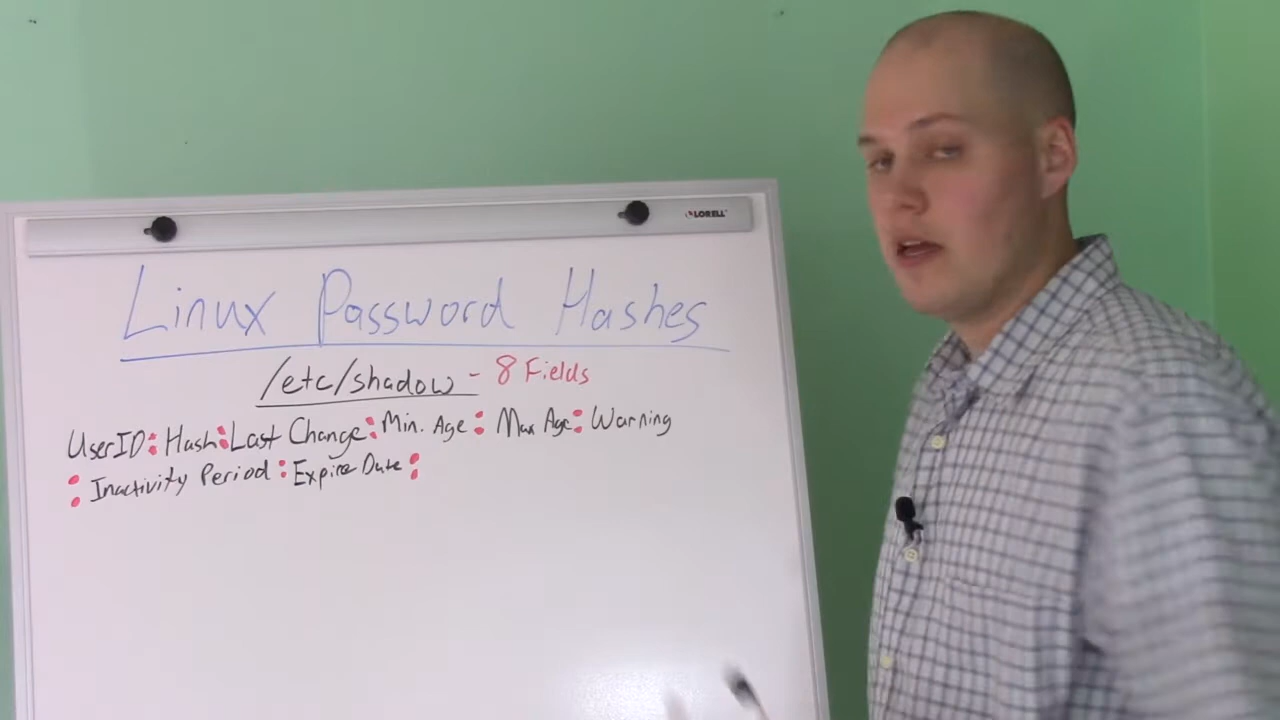 LORELL
Linux Password Hashes
/etc/shadow - 8 Fields
UserID:Hash:Last Change:Min. Age:Max Age:Warning
:Inactivity Period:Expire Date: